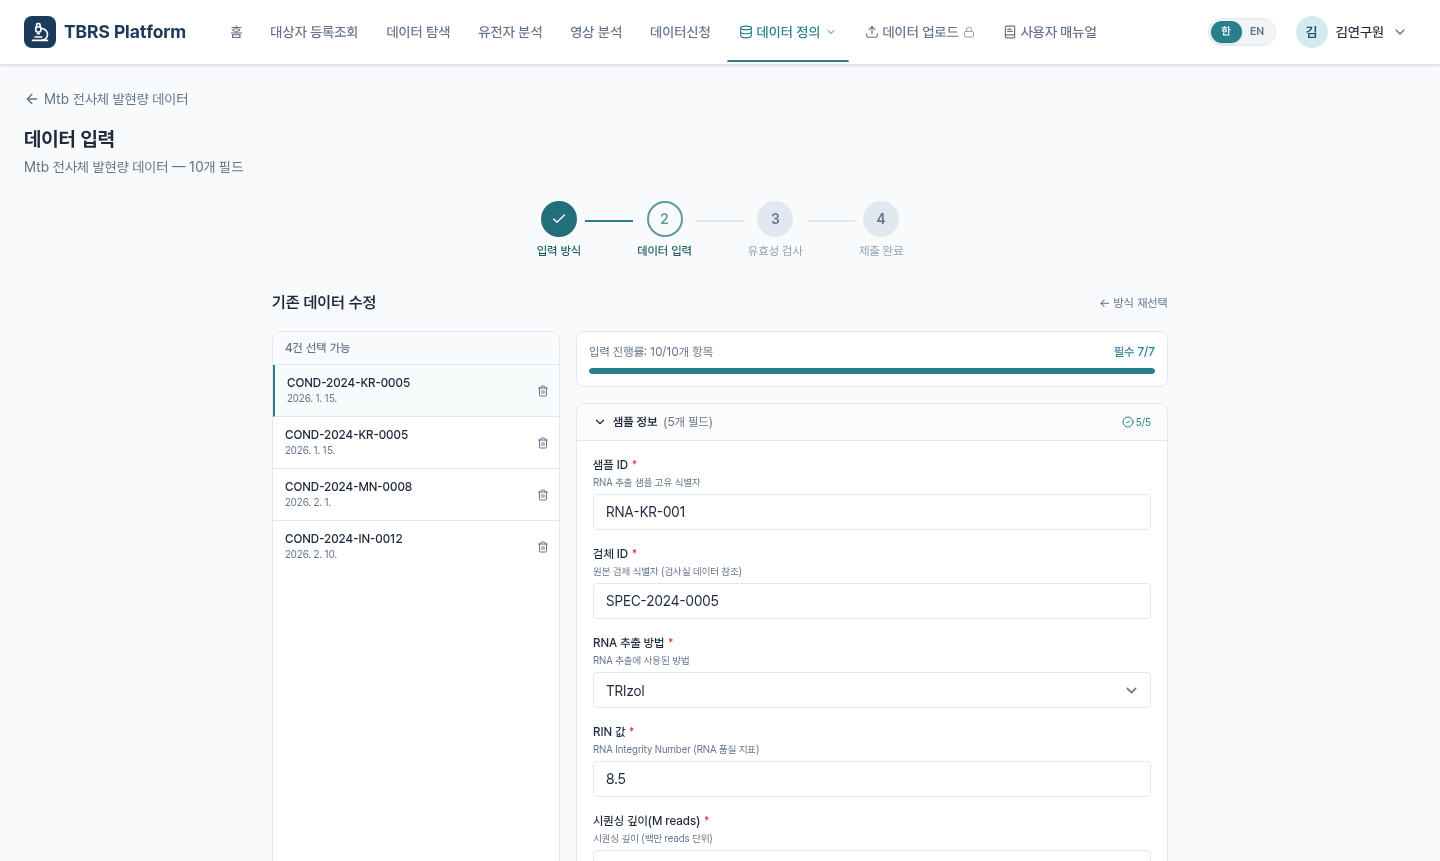 TBRS Platform
홈
대상자 등록조회
데이터 탐색
유전자 분석
영상 분석
데이터신청
데이터 정의
데이터 업로드
사용자 매뉴얼
한
EN
김
김연구원
Mtb 전사체 발현량 데이터
데이터 입력
Mtb 전사체 발현량 데이터 — 10개 필드
2
3
4
입력 방식
데이터 입력
유효성 검사
제출 완료
기존 데이터 수정
← 방식 재선택
4건 선택 가능
COND-2024-KR-0005
2026. 1. 15.
COND-2024-KR-0005
2026. 1. 15.
COND-2024-MN-0008
2026. 2. 1.
COND-2024-IN-0012
2026. 2. 10.
입력 진행률: 10/10개 항목
필수 7/7
샘플 정보 (5개 필드)
5/5
샘플 ID *
RNA 추출 샘플 고유 식별자
RNA-KR-001
검체 ID *
원본 검체 식별자 (검사실 데이터 참조)
SPEC-2024-0005
RNA 추출 방법 *
RNA 추출에 사용된 방법
TRIzol
RIN 값 *
RNA Integrity Number (RNA 품질 지표)
8.5
시퀀싱 깊이(M reads) *
시퀀싱 깊이 (백만 reads 단위)